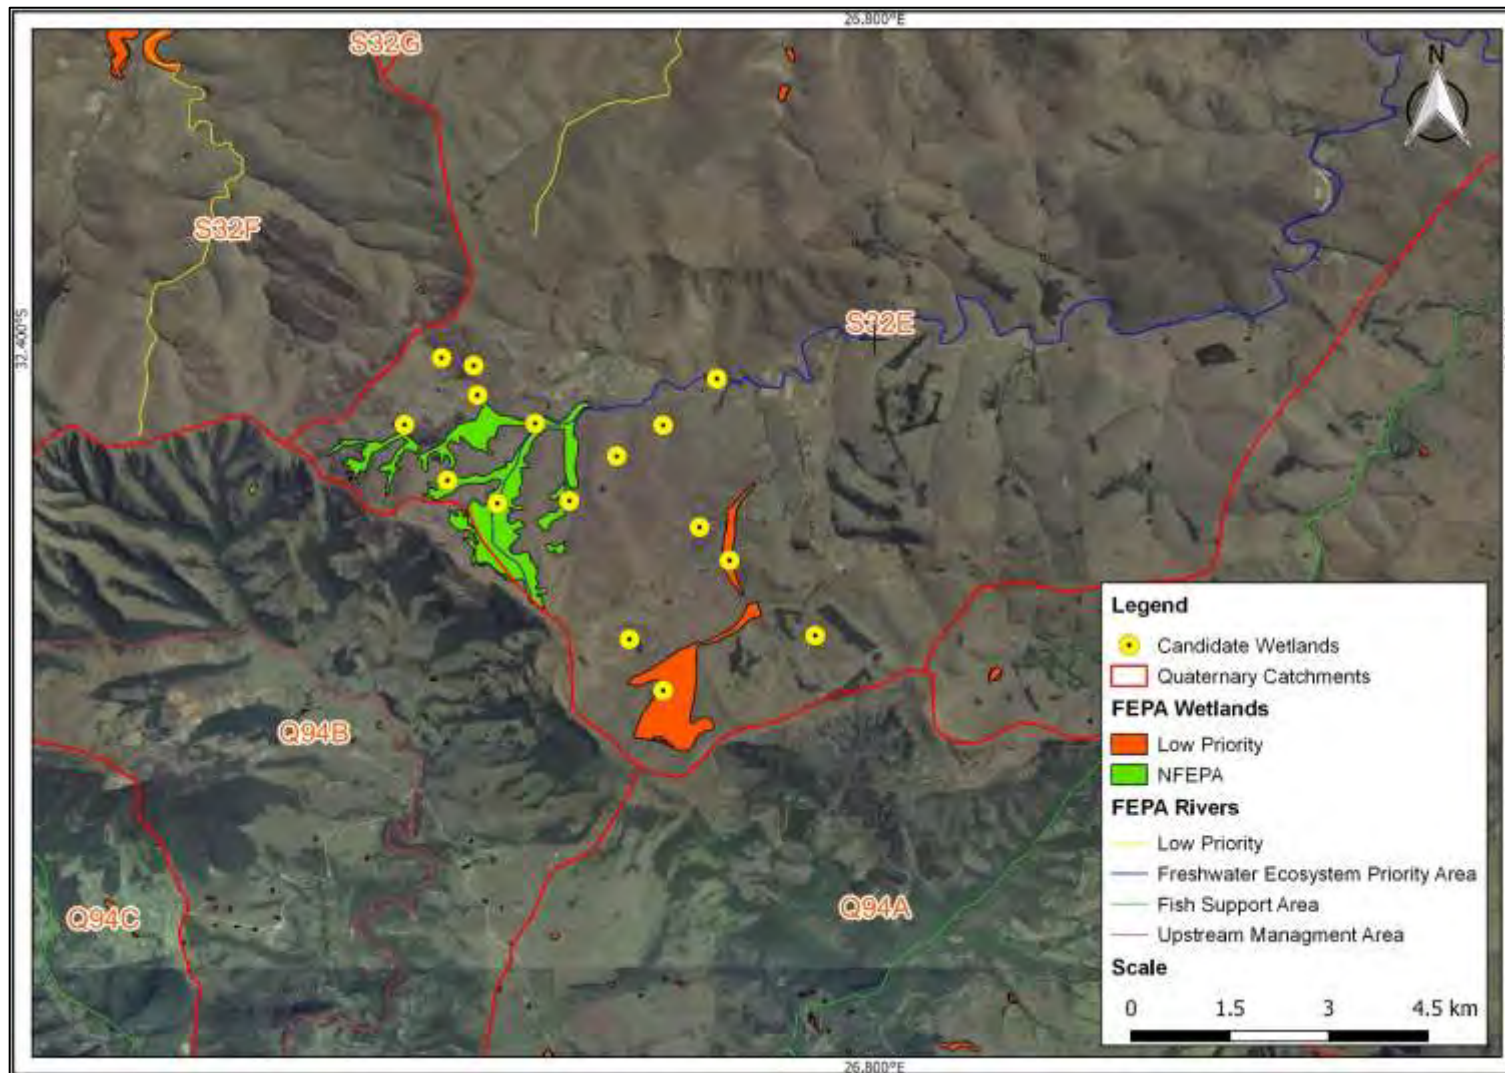 26.800°E
S32G
N
S32F
32.400°S
S32E
Legend
Candidate Wetlands
Quaternary Catchments
FEPA Wetlands
Low Priority
NFEPA
FEPA Rivers
Low Priority
Freshwater Ecosystem Priority Area
Fish Support Area
Upstream Managment Area
Scale
0 1.5 3 4.5 km
Q94B
Q94C
Q94A
26.800°E